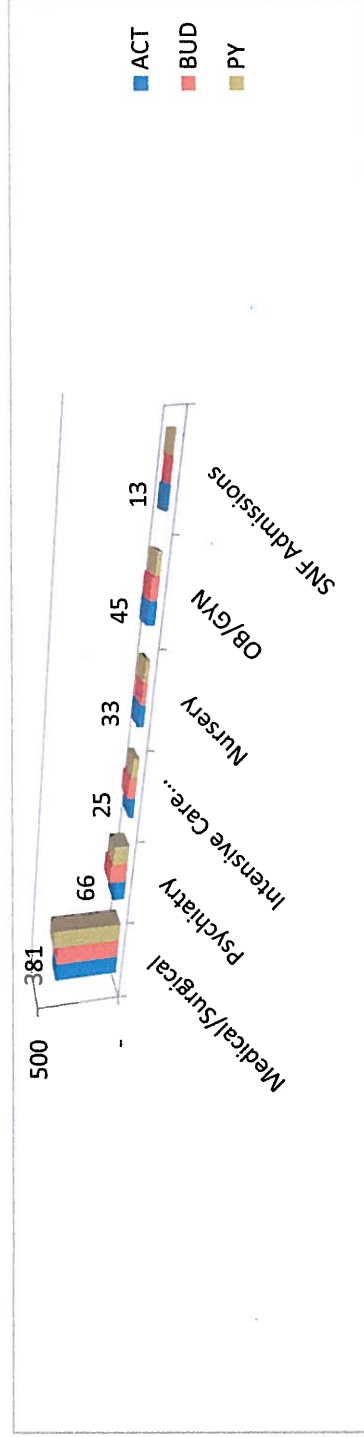 500
-
381
66
25
33
45
13
Medical/Surgical
Psychiatry
Intensive Care...
Nursery
OB/GYN
SNF Admissions
ACT
BUD
PY